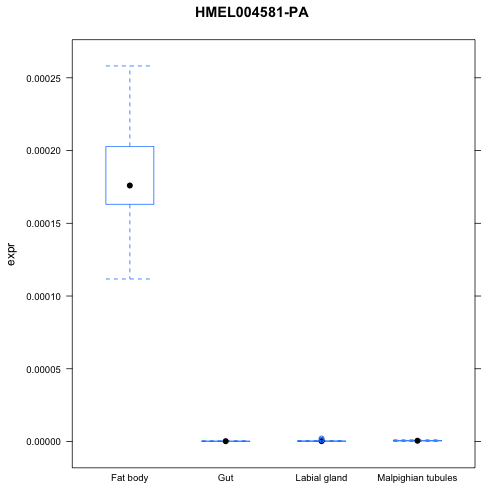 HMEL004581-PA
0.00025
0.00020
0.00015
0.00010
0.00005
0.00000
expr
Fat body
Gut
Labial gland
Malpighian tubules